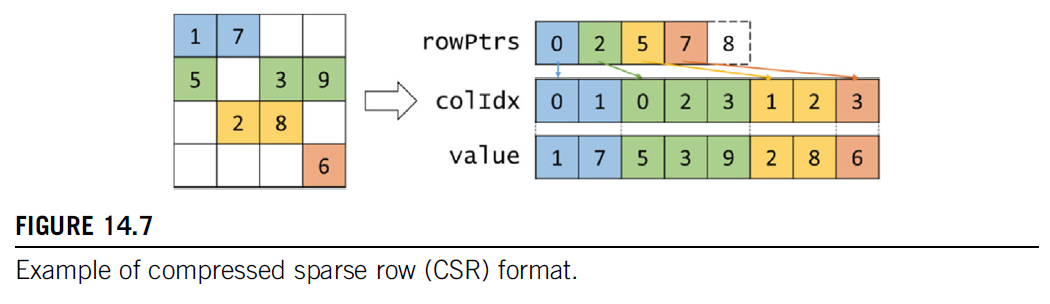 1 7
5 3 9
2 8
6
rowPtrs 0 2 5 7 8
colIdx 0 1 0 2 3 1 2 3
value 1 7 5 3 9 2 8 6
FIGURE 14.7
Example of compressed sparse row (CSR) format.